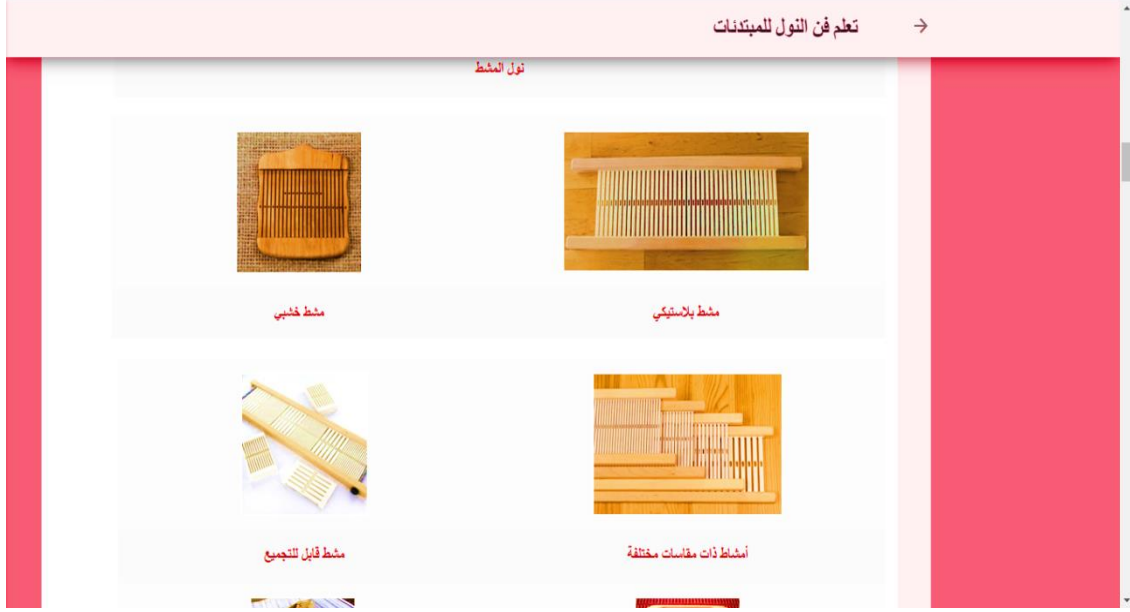 تعلم فن النول للمبتدئات
نول المشط
مشط بلاستيكي
مشط خشبي
أمشاط ذات مقاسات مختلفة
مشط قابل للتجميع